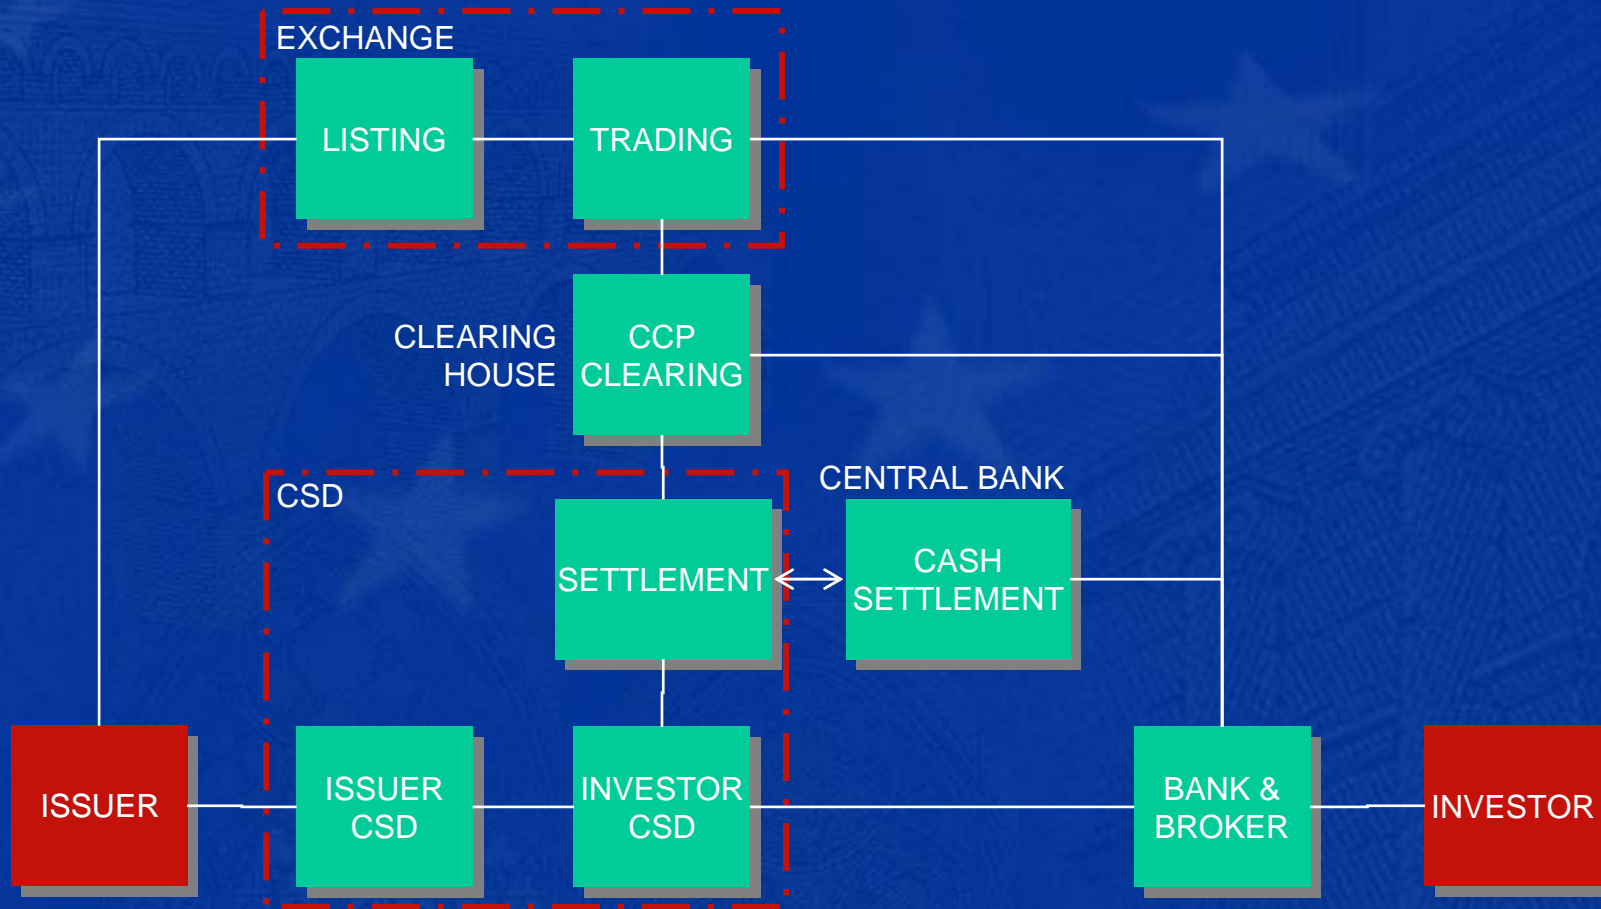 EXCHANGE
LISTING
TRADING
CLEARING
HOUSE
CCP
CLEARING
CSD
CENTRAL BANK
SETTLEMENT
CASH
SETTLEMENT
ISSUER
ISSUER
CSD
INVESTOR
CSD
BANK &
BROKER
INVESTOR